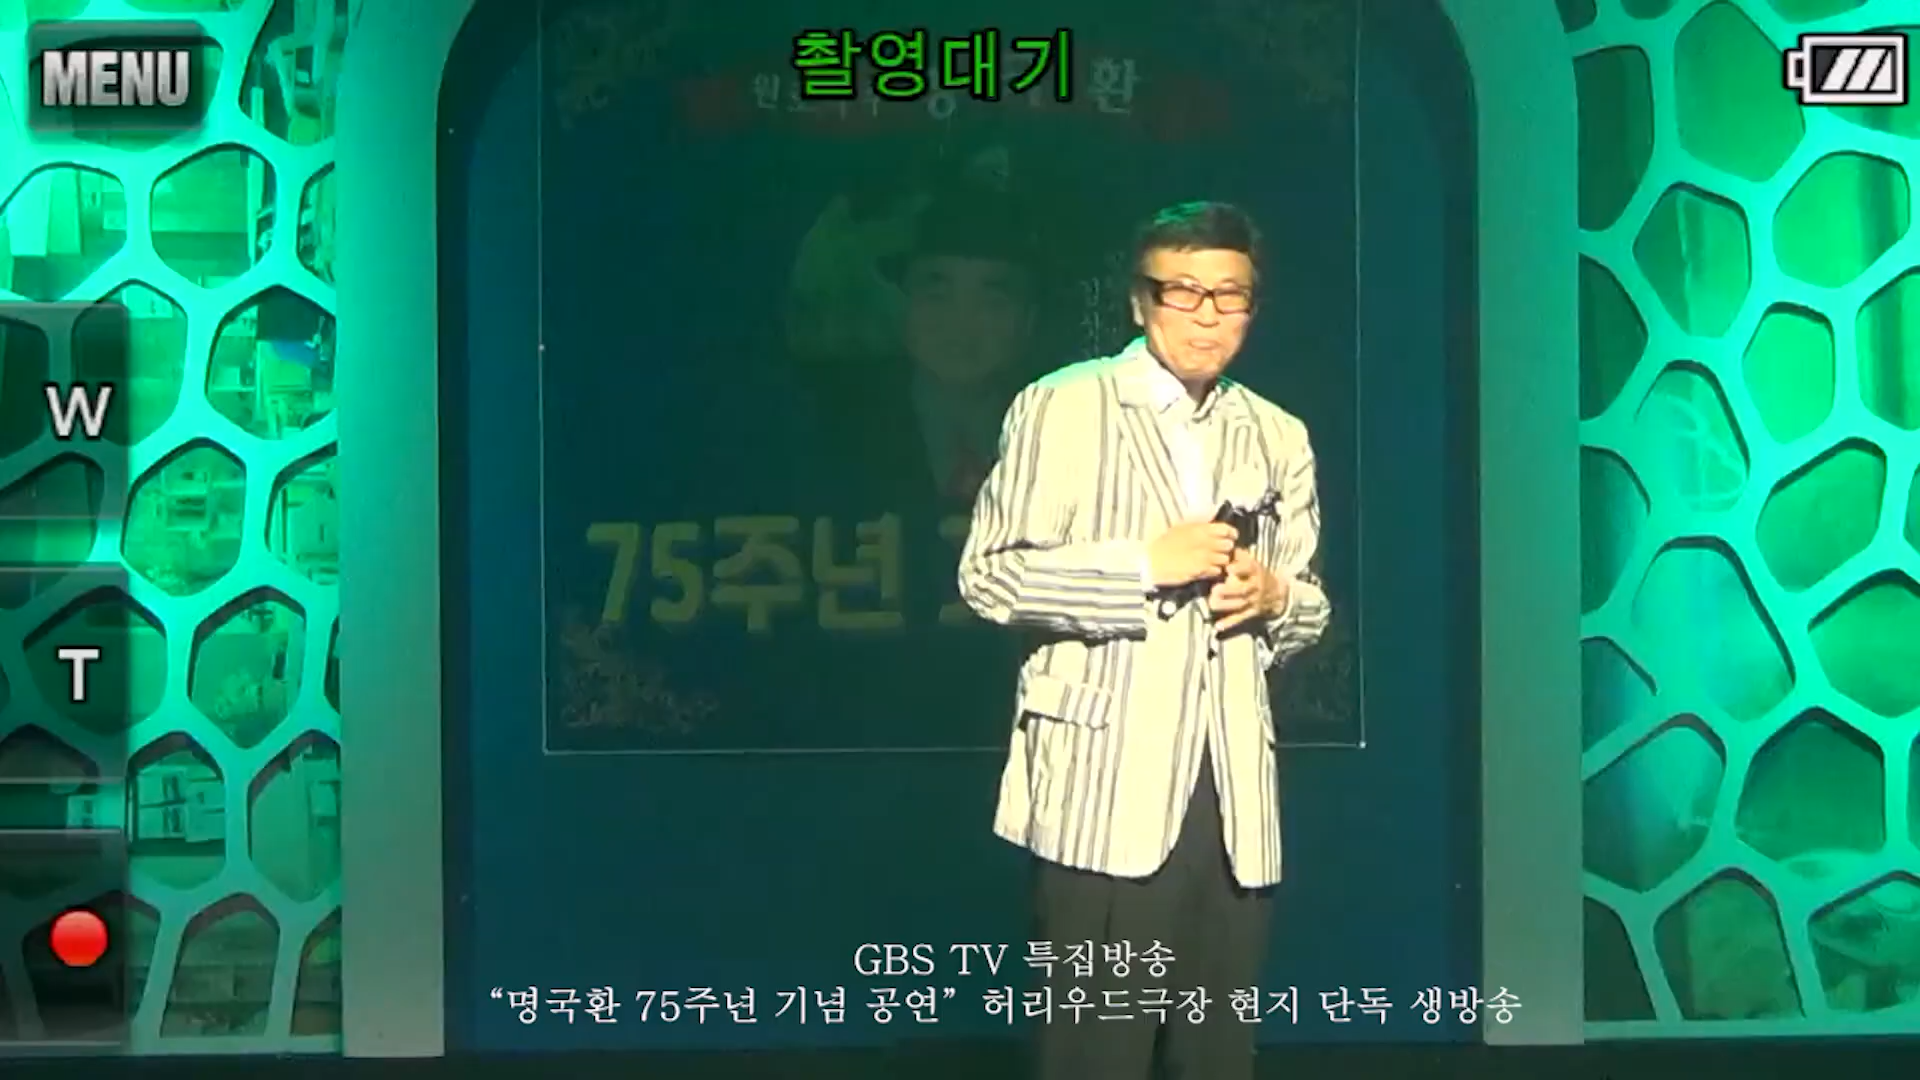 MENU
촬영대기
환
W
75주년
T
GBS TV 특집방송
“명국환 75주년 기념 공연” 허리우드극장 현지 단독 생방송